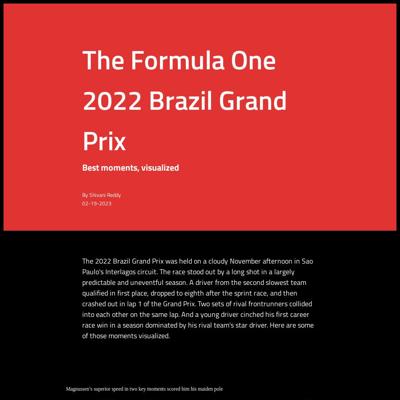 The Formula One
2022 Brazil Grand
Prix
Best moments, visualized
By Shivani Reddy
02-19-2023
The 2022 Brazil Grand Prix was held on a cloudy November afternoon in Sao
Paulo's Interlagos circuit. The race stood out by a long shot in a largely
predictable and uneventful season. A driver from the second slowest team
qualified in first place, dropped to eighth after the sprint race, and then
crashed out in lap 1 of the Grand Prix. Two sets of rival frontrunners collided
into each other on the same lap. And a young driver cinched his first career
race win in a season dominated by his rival team's star driver. Here are some
of those moments visualized.
Magnussen's superior speed in two key moments scored him his maiden pole